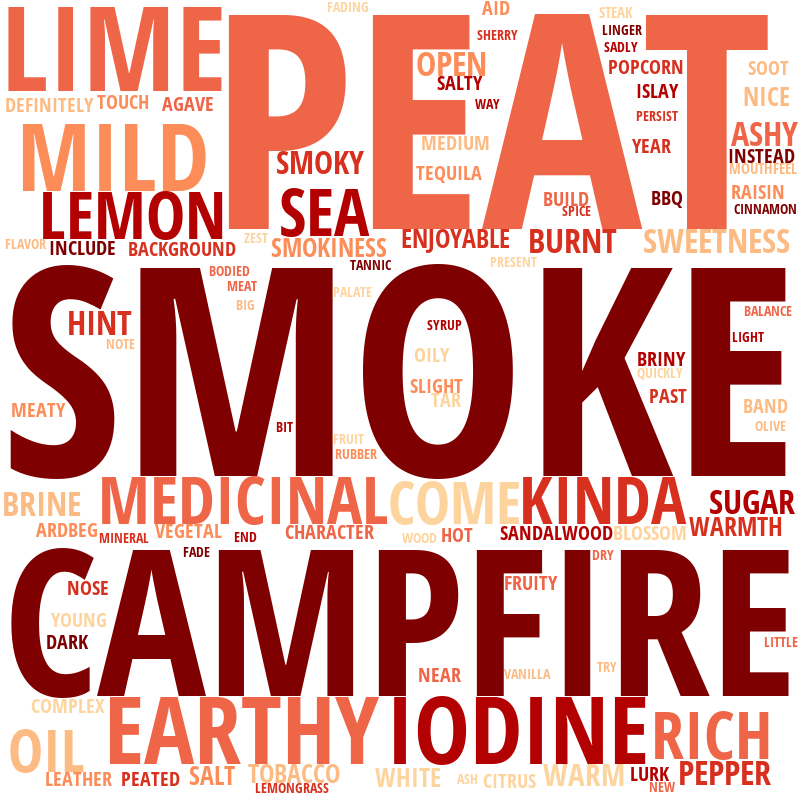 FADING
AID
STEAK
LIME
PEAT
SHERRY
LINGER
SADLY
OPEN
POPCORN
SOOT
SALTY
ISLAY
NICE
DEFINITELY
TOUCH
AGAVE
WAY
PERSIST
MILD
MEDIUM
YEAR
ASHY
SMOKY
INSTEAD
TEQUILA
MOUTHFEEL
LEMON
SEA
BUILD
BBQ
RAISIN
SPICE
CINNAMON
FLAVOR
INCLUDE
BACKGROUND
ZEST
SMOKINESS
ENJOYABLE
BURNT
SWEETNESS
BODIED
TANNIC
PRESENT
MEAT
PALATE
SMOKE
BIG
BALANCE
HINT
SYRUP
LIGHT
NOTE
OILY
BRINY
QUICKLY
SLIGHT
TAR
PAST
MEATY
BAND
BIT
OLIVE
FRUIT
RUBBER
BRINE
MEDICINAL
COME
KINDA
SUGAR
ARDBEG
MINERAL
VEGETAL
END
CHARACTER
WOOD
HOT
SANDALWOOD
BLOSSOM
WARMTH
FADE
DRY
CAMPFIRE
NOSE
FRUITY
YOUNG
DARK
LITTLE
NEAR
VANILLA
TRY
COMPLEX
EARTHY
IODINE
RICH
OIL
LEATHER
PEATED
SALT
TOBACCO
WHITE
ASH
CITRUS
WARM
LURK
PEPPER
LEMONGRASS
NEW